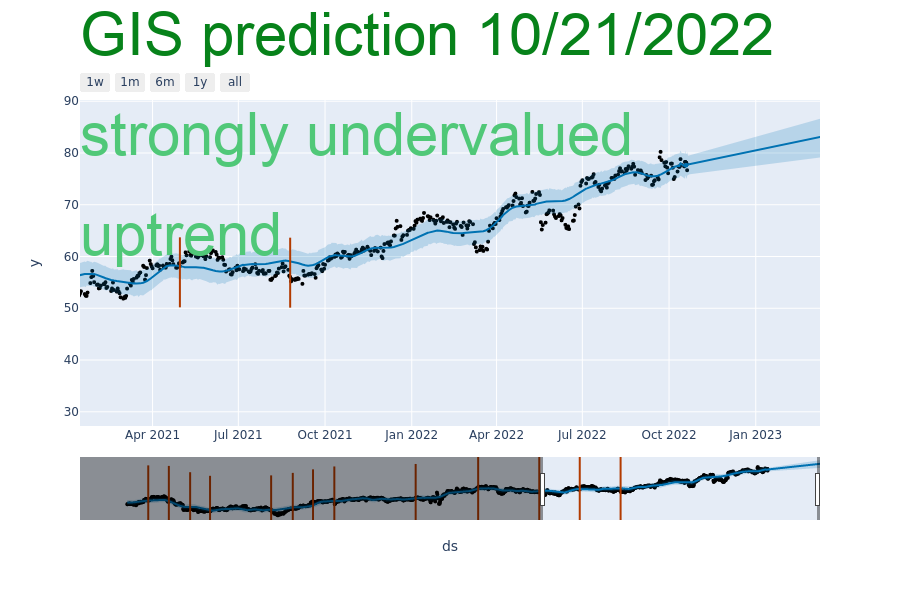 GIS prediction 10/21/2022
1w 1m 6m 1y all
strongly undervalued
uptrend
90
80
70
60
50
40
30
y
Apr 2021 Jul 2021 Oct 2021 Jan 2022 Apr 2022 Jul 2022 Oct 2022 Jan 2023
ds